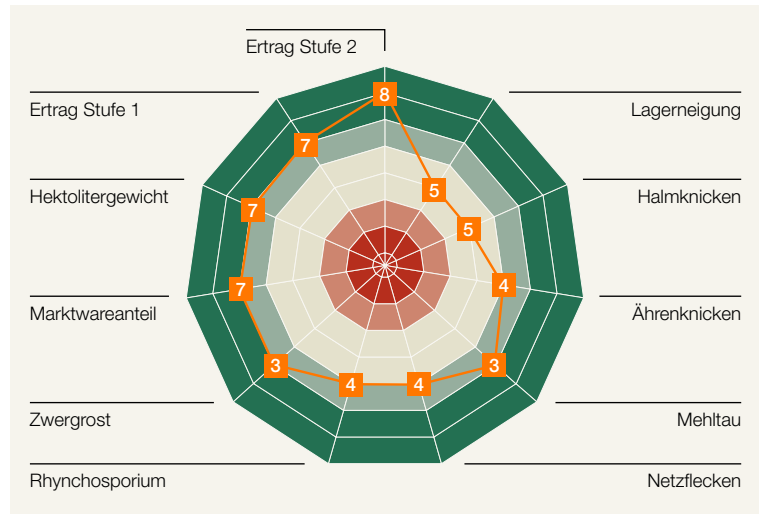 Ertrag Stufe 2
Ertrag Stufe 1
Lagerneigung
Hektolitergewicht
Halmknicken
Marktwareanteil
Ährenknicken
Zwergrost
Mehltau
Rhynchosporium
Netzflecken
8
7
5
7
5
7
4
3
3
4
4